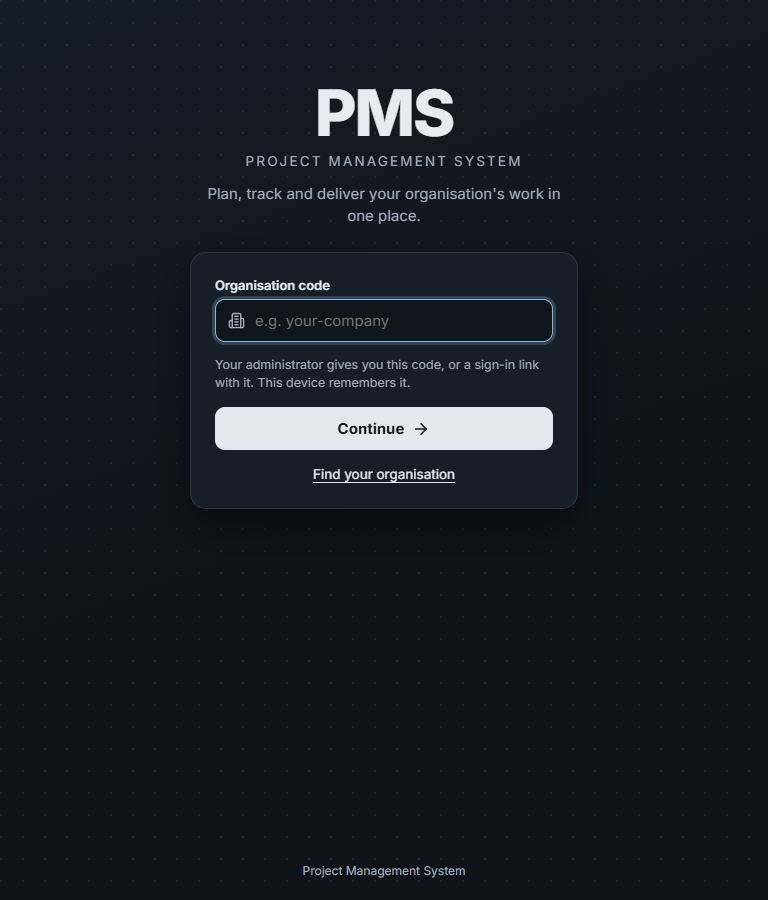 PMS
PROJECT MANAGEMENT SYSTEM
Plan, track and deliver your organisation's work in
one place.
Organisation code
e.g. your-company
Your administrator gives you this code, or a sign-in link
with it. This device remembers it.
Continue
Find your organisation
Project Management System